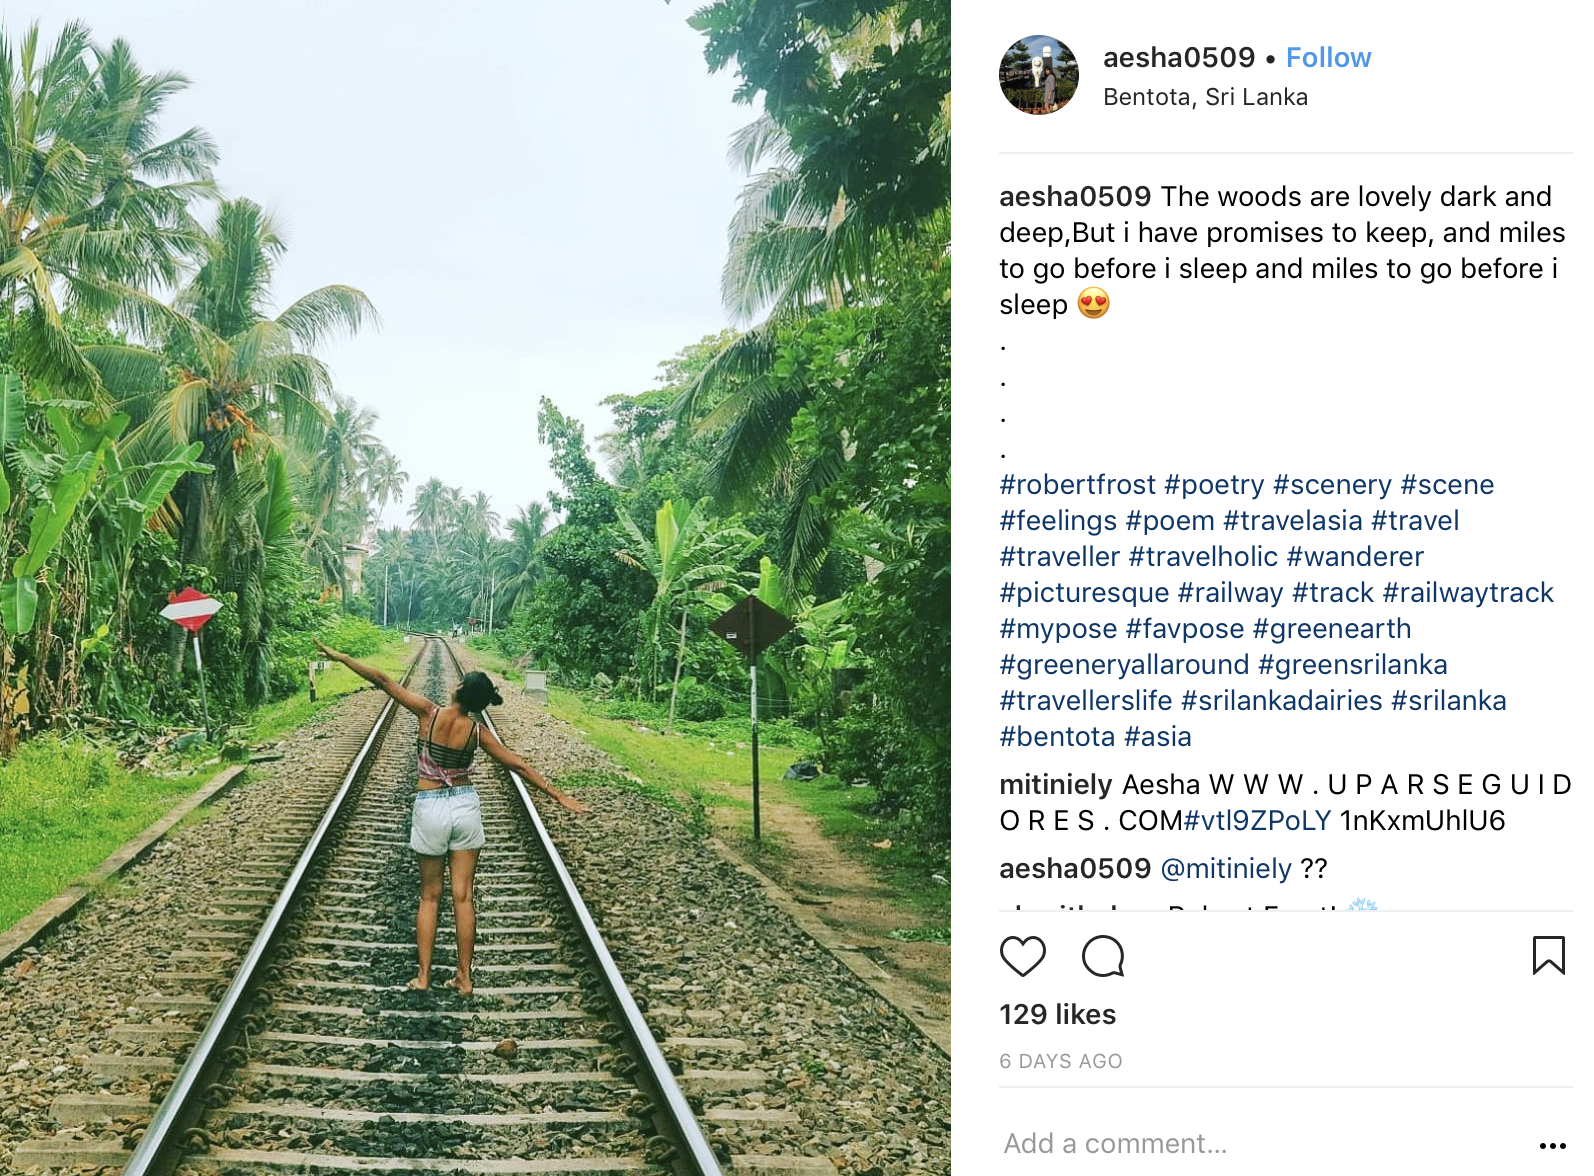 aesha0509 • Follow
Bentota, Sri Lanka
aesha0509 The woods are lovely dark and
deep,But i have promises to keep, and miles
to go before i sleep and miles to go before i
sleep 😍
.
.
.
.
#robertfrost #poetry #scenery #scene
#feelings #poem #travelasia #travel
#traveller #travelholic #wanderer
#picturesque #railway #track #railwaytrack
#mypose #favpose #greenearth
#greeneryallaround #greensrilanka
#travellerslife #srilankadairies #srilanka
#bentota #asia
mitiniely Aesha W W W . U P A R S E G U I D
O R E S . COM#vtl9ZPoLY 1nKxmUhlU6
aesha0509 @mitiniely ??
129 likes
6 DAYS AGO
Add a comment...